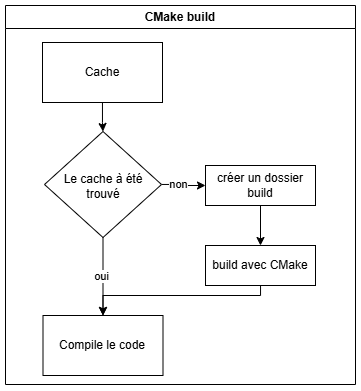 CMake build
Cache
Le cache à été
trouvé
non
créer un dossier
build
build avec CMake
oui
Compile le code